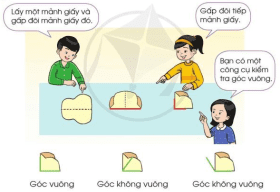 Lấy một mảnh giấy và
gấp đôi mảnh giấy đó.
Gấp đôi tiếp
mảnh giấy.
Bạn có một
công cụ kiểm
tra góc vuông.
Góc vuông
Góc không vuông
Góc không vuông